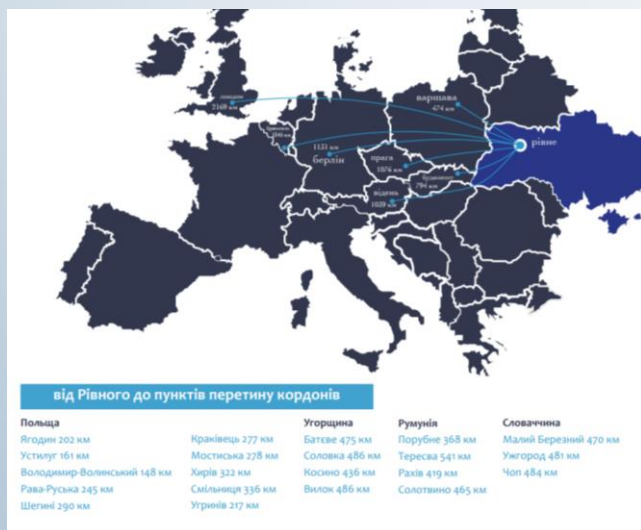 лондон
2169 км
варшава
474 км
рівне
1151 км
берлін
прага
1076 км
будапешт
794 км
відень
1039 км
від Рівного до пунктів перетину кордонів
Польща
Ягодин 202 км
Устилуг 161 км
Володимир-Волинський 148 км
Рава-Руська 245 км
Шегині 290 км
Краківець 277 км
Мостиська 278 км
Хирів 322 км
Смільниця 336 км
Угринів 217 км
Угорщина
Батєве 475 км
Соловка 486 км
Косино 436 км
Вилок 486 км
Румунія
Порубне 368 км
Тересва 541 км
Рахів 419 км
Солотвино 465 км
Словаччина
Малий Березний 470 км
Ужгород 481 км
Чоп 484 км